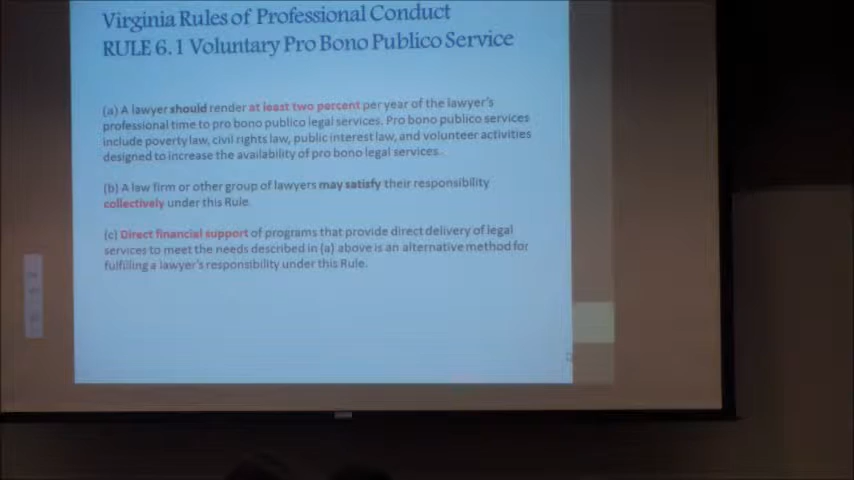 Virginia Rules of Professional Conduct
RULE 6.1 Voluntary Pro Bono Publico Service
(a) A lawyer should render at least two percent per year of the lawyer's
professional time to pro bono publico legal services. Pro bono publico services
include poverty law, civil rights law, public interest law, and volunteer activities
designed to increase the availability of pro bono legal services.
(b) A law firm or other group of lawyers may satisfy their responsibility
collectively under this Rule.
(c) Direct financial support of programs that provide direct delivery of legal
services to meet the needs described in (a) above is an alternative method for
fulfilling a lawyer's responsibility under this Rule.